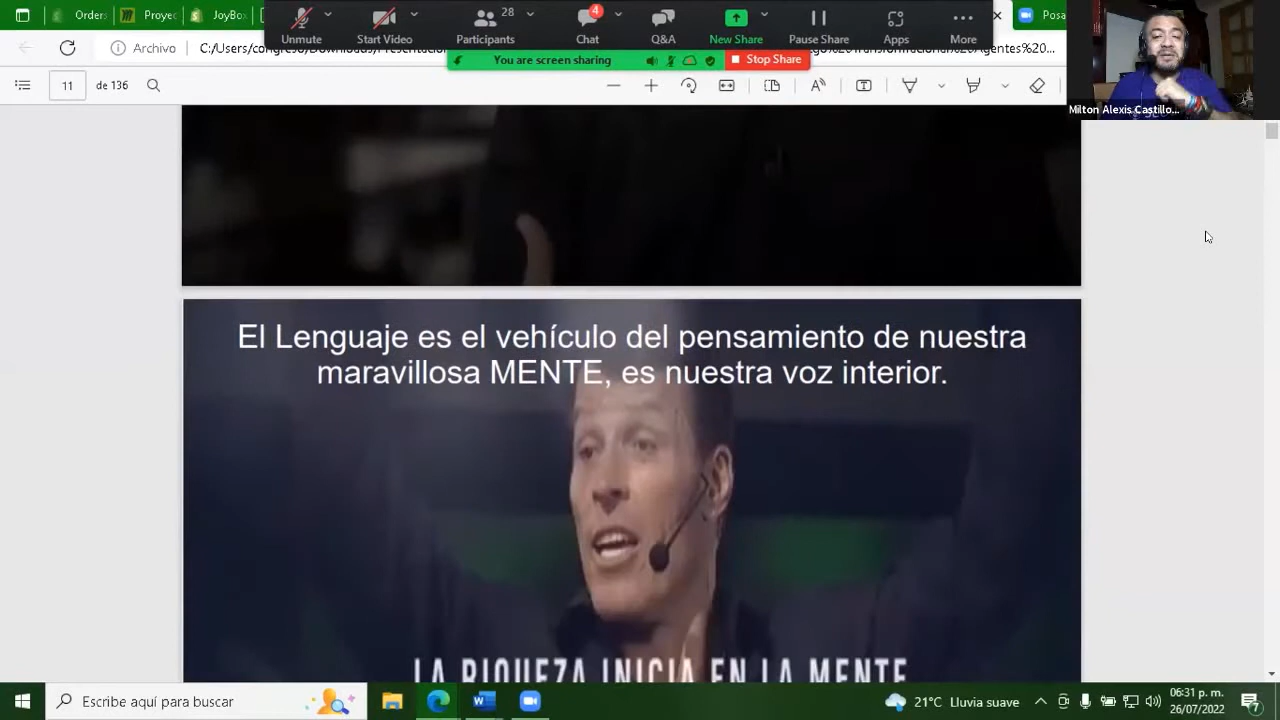 Orders
Proyec
JoyBox
Posa
28
4
Unmute
Start Video
Participants
Chat
Q&A
New Share
Pause Share
Apps
More
Archivo
You are screen sharing
Stop Share
Milton Alexis Castillo...
11 de 136
El Lenguaje es el vehículo del pensamiento de nuestra
maravillosa MENTE, es nuestra voz interior.
LA RIQUEZA INICIA EN LA MENTE
Escribe aquí para buscar
21°C Lluvia suave
06:31 p. m.
26/07/2022
7